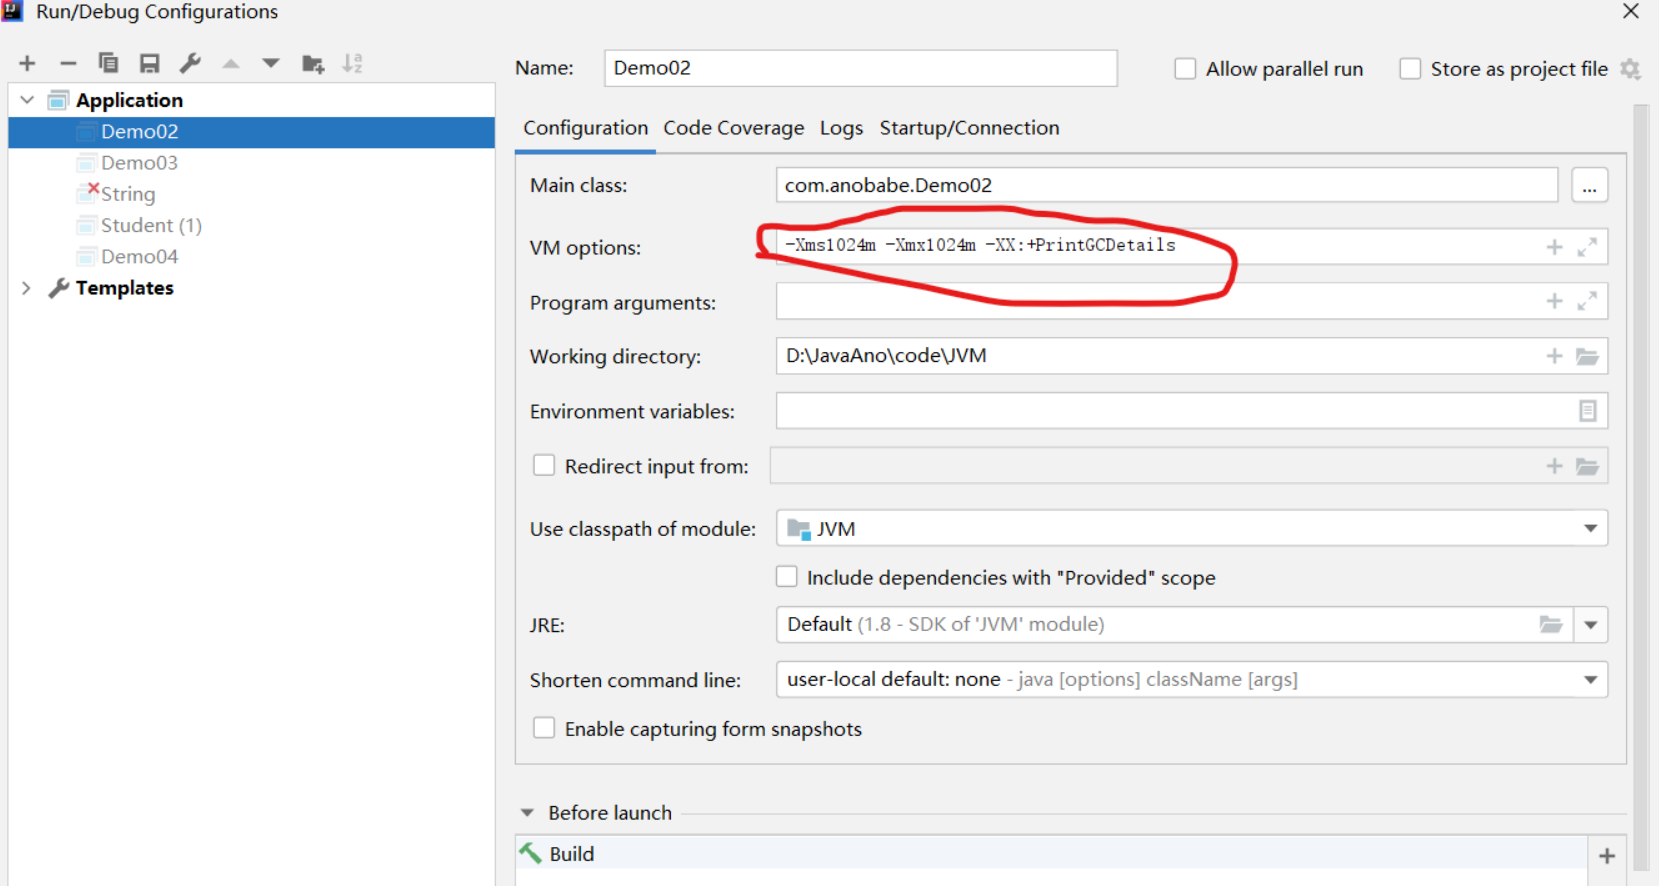 Run/Debug Configurations
Name: Demo02 Allow parallel run Store as project file
Application
Demo02
Demo03
String
Student (1)
Demo04
Templates
Configuration Code Coverage Logs Startup/Connection
Main class: com.anobabe.Demo02 ...
VM options: -Xms1024m -Xmx1024m -XX:+PrintGCDetails
Program arguments:
Working directory: D:\JavaAno\code\JVM
Environment variables:
Redirect input from:
Use classpath of module: JVM
Include dependencies with "Provided" scope
JRE: Default (1.8 - SDK of 'JVM' module)
Shorten command line: user-local default: none - java [options] className [args]
Enable capturing form snapshots
Before launch
Build